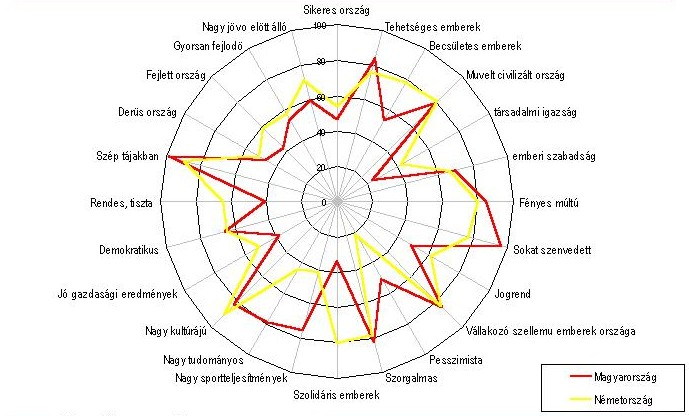 Sikeres ország
Tehetséges emberek
Becsületes emberek
Muvelt civilizált ország
társadalmi igazság
emberi szabadság
Fényes múltú
Sokat szenvedett
Jogrend
Vállakozó szellemu emberek országa
Pesszimista
Szorgalmas
Szolidáris emberek
Nagy sportteljesítmények
Nagy tudományos
Nagy kultúrájú
Jó gazdasági eredmények
Demokratikus
Rendes, tiszta
Szép tájakban
Derüs ország
Fejlett ország
Gyorsan fejlodö
Nagy jövo elött álló
100
80
60
40
20
0
Magyarország
Németország